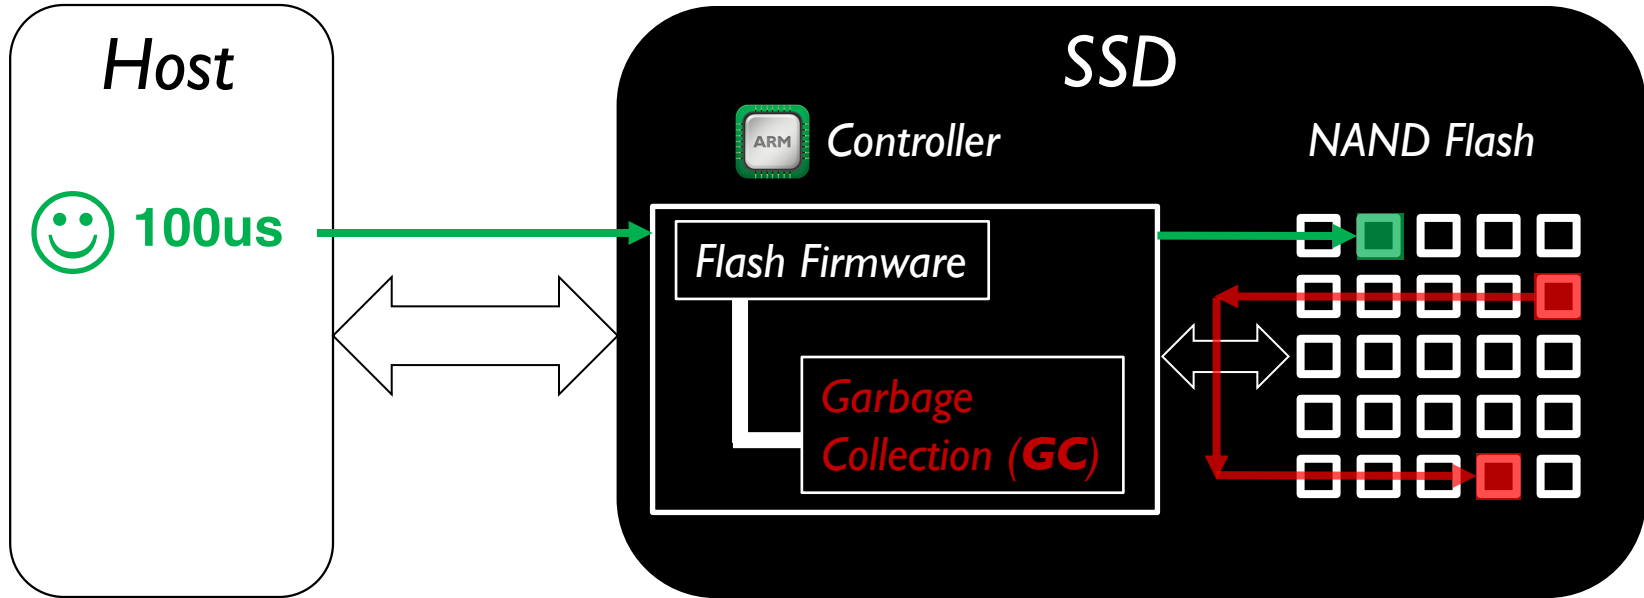 Host
SSD
ARM
Controller
NAND Flash
100us
Flash Firmware
Garbage
Collection (GC)